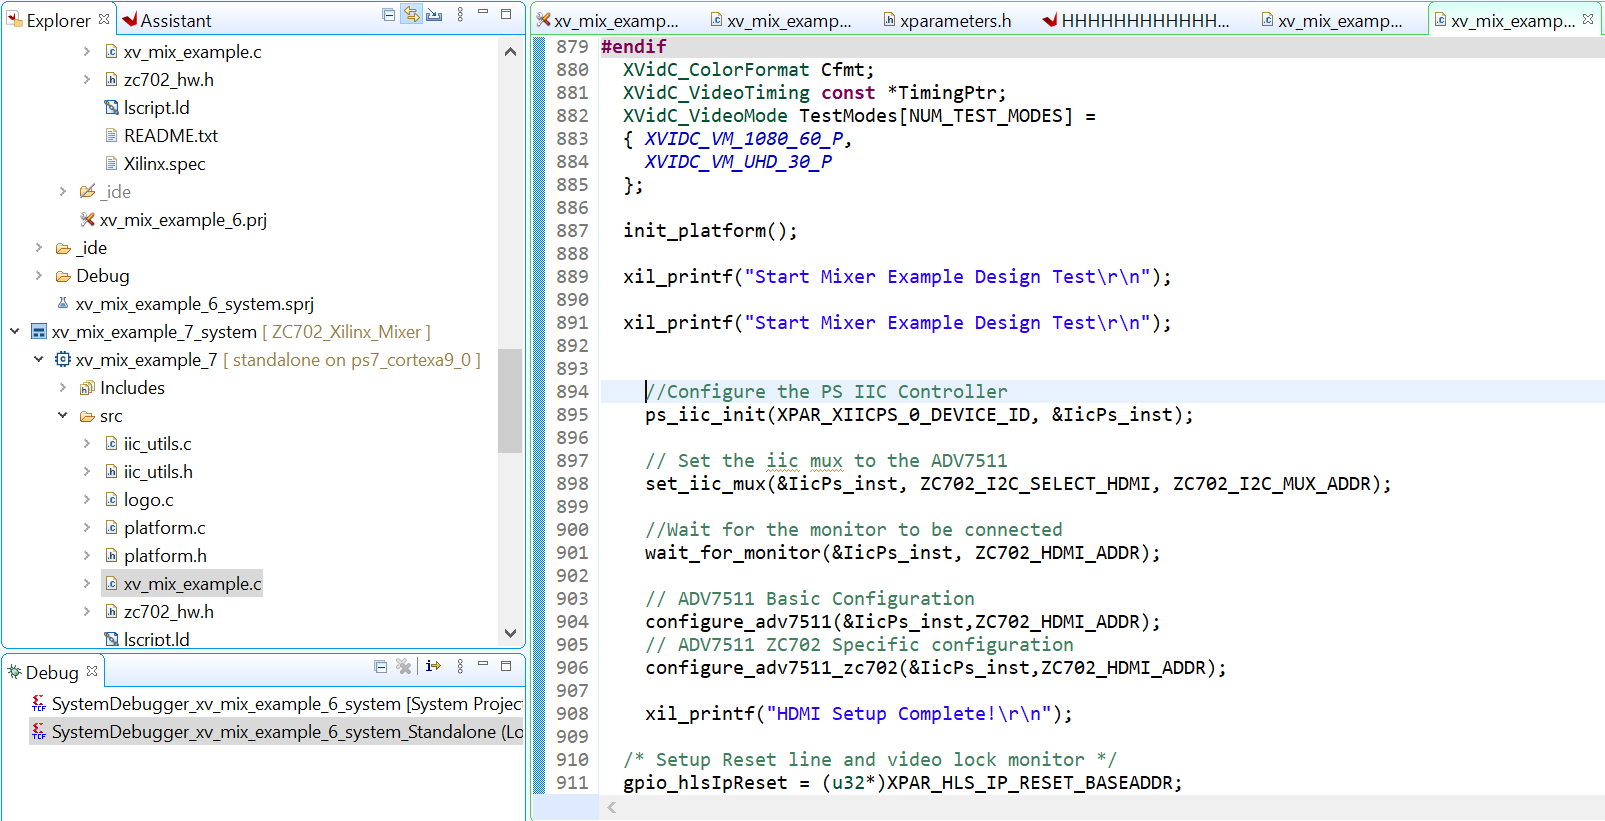 Explorer
Assistant
xv_mix_example.c
zc702_hw.h
lscript.ld
README.txt
Xilinx.spec
_ide
xv_mix_example_6.prj
_ide
Debug
xv_mix_example_6_system.sprj
xv_mix_example_7_system [ ZC702_Xilinx_Mixer ]
xv_mix_example_7 [ standalone on ps7_cortexa9_0 ]
Includes
src
iic_utils.c
iic_utils.h
logo.c
platform.c
platform.h
xv_mix_example.c
zc702_hw.h
lscript.ld
Debug
SystemDebugger_xv_mix_example_6_system [System Projec
SystemDebugger_xv_mix_example_6_system_Standalone (Lo
xv_mix_examp...
xv_mix_examp...
xparameters.h
HHHHHHHHHHHH...
xv_mix_examp...
xv_mix_examp...
879 #endif
880 XVidC_ColorFormat Cfmt;
881 XVidC_VideoTiming const *TimingPtr;
882 XVidC_VideoMode TestModes[NUM_TEST_MODES] =
883 { XVIDC_VM_1080_60_P,
884 XVIDC_VM_UHD_30_P
885 };
886
887 init_platform();
888
889 xil_printf("Start Mixer Example Design Test\r\n");
890
891 xil_printf("Start Mixer Example Design Test\r\n");
892
893
894 //Configure the PS IIC Controller
895 ps_iic_init(XPAR_XIICPS_0_DEVICE_ID, &IicPs_inst);
896
897 // Set the iic mux to the ADV7511
898 set_iic_mux(&IicPs_inst, ZC702_I2C_SELECT_HDMI, ZC702_I2C_MUX_ADDR);
899
900 //Wait for the monitor to be connected
901 wait_for_monitor(&IicPs_inst, ZC702_HDMI_ADDR);
902
903 // ADV7511 Basic Configuration
904 configure_adv7511(&IicPs_inst,ZC702_HDMI_ADDR);
905 // ADV7511 ZC702 Specific configuration
906 configure_adv7511_zc702(&IicPs_inst,ZC702_HDMI_ADDR);
907
908 xil_printf("HDMI Setup Complete!\r\n");
909
910 /* Setup Reset line and video lock monitor */
911 gpio_hlsIpReset = (u32*)XPAR_HLS_IP_RESET_BASEADDR;